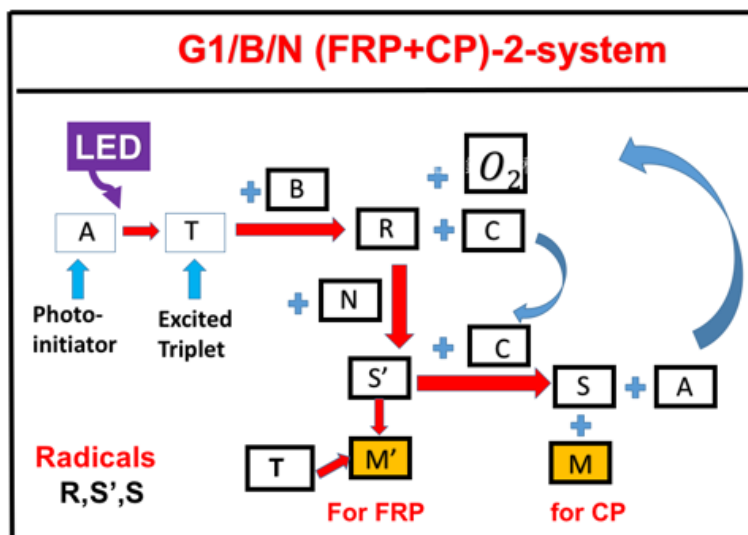 G1/B/N (FRP+CP)-2-system
LED
+ B
+ O₂
A
T
R
+ C
Photo-
initiator
Excited
Triplet
+ N
+ C
S'
S + A
+
Radicals
R,S',S
T
M'
M
For FRP
for CP